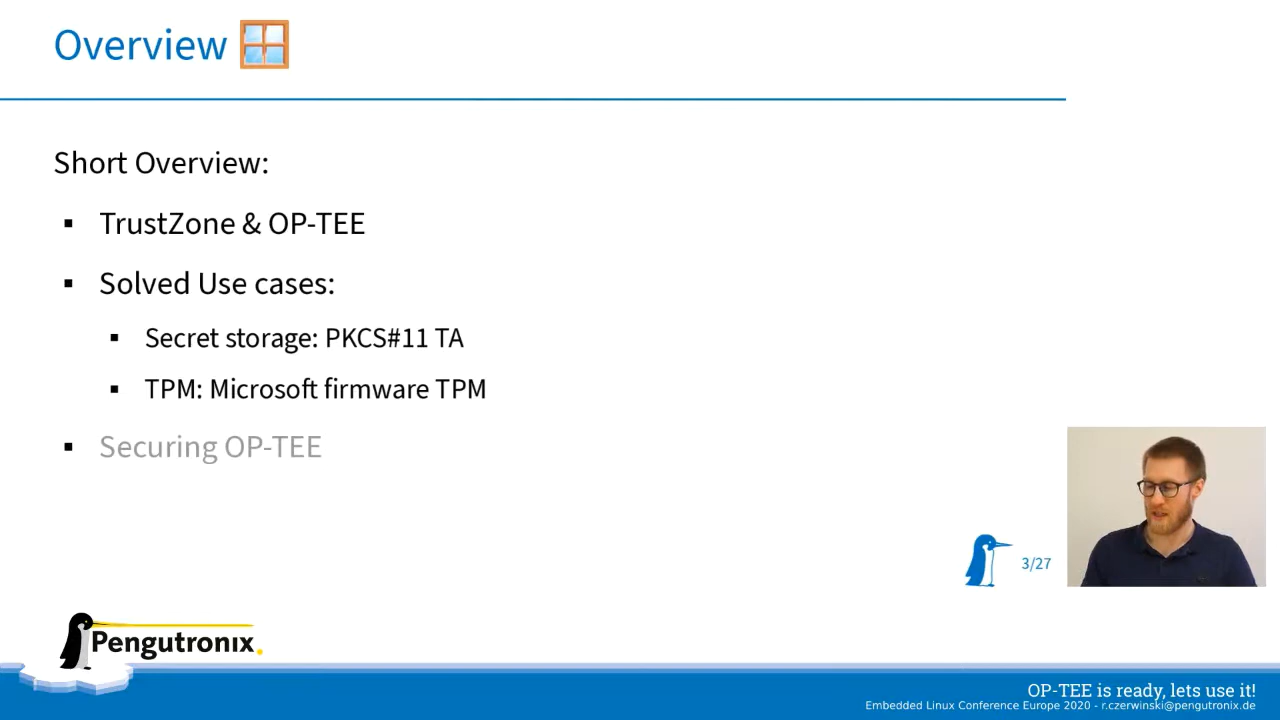 Overview
Short Overview:
TrustZone & OP-TEE
Solved Use cases:
Secret storage: PKCS#11 TA
TPM: Microsoft firmware TPM
Securing OP-TEE
3/27
Pengutronix.
OP-TEE is ready, lets use it!
Embedded Linux Conference Europe 2020 - r.czerwinski@pengutronix.de